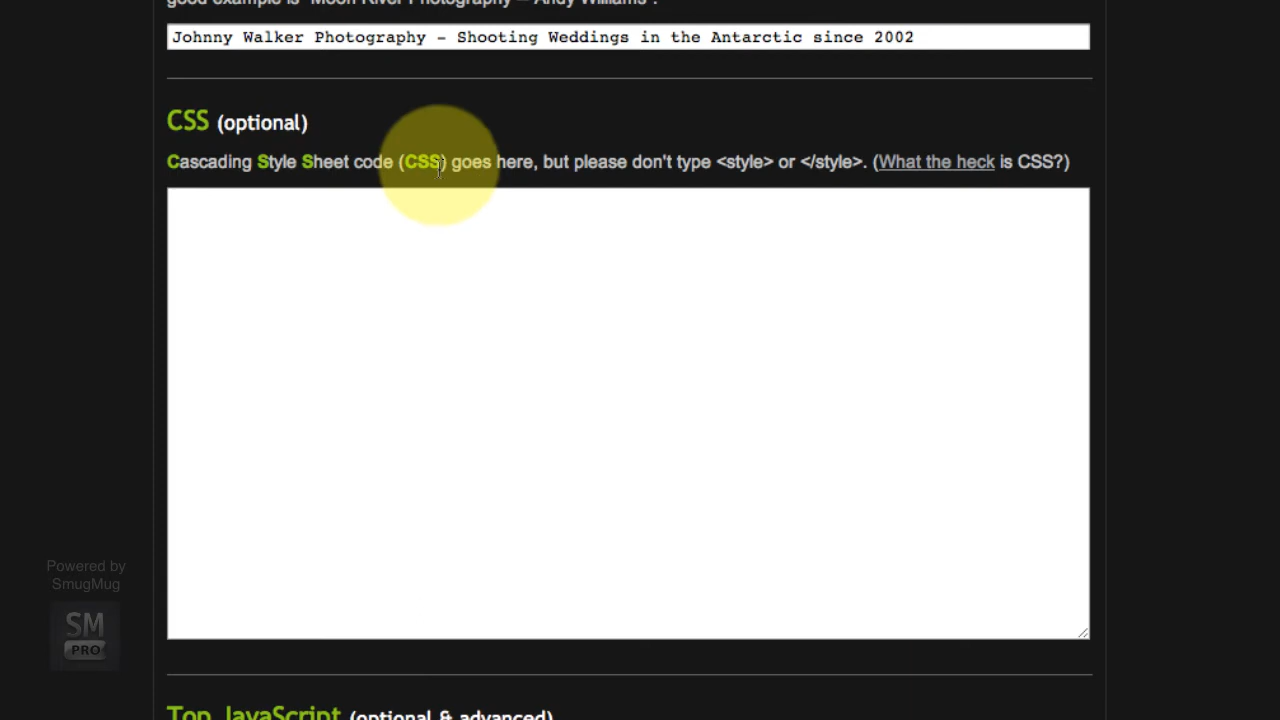 good example is "Moon River Photography – Andy Williams".
Johnny Walker Photography - Shooting Weddings in the Antarctic since 2002
CSS (optional)
Cascading Style Sheet code (CSS) goes here, but please don't type <style> or </style>. (What the heck is CSS?)
Powered by
SmugMug
SM
PRO
Top JavaScript (optional & advanced)